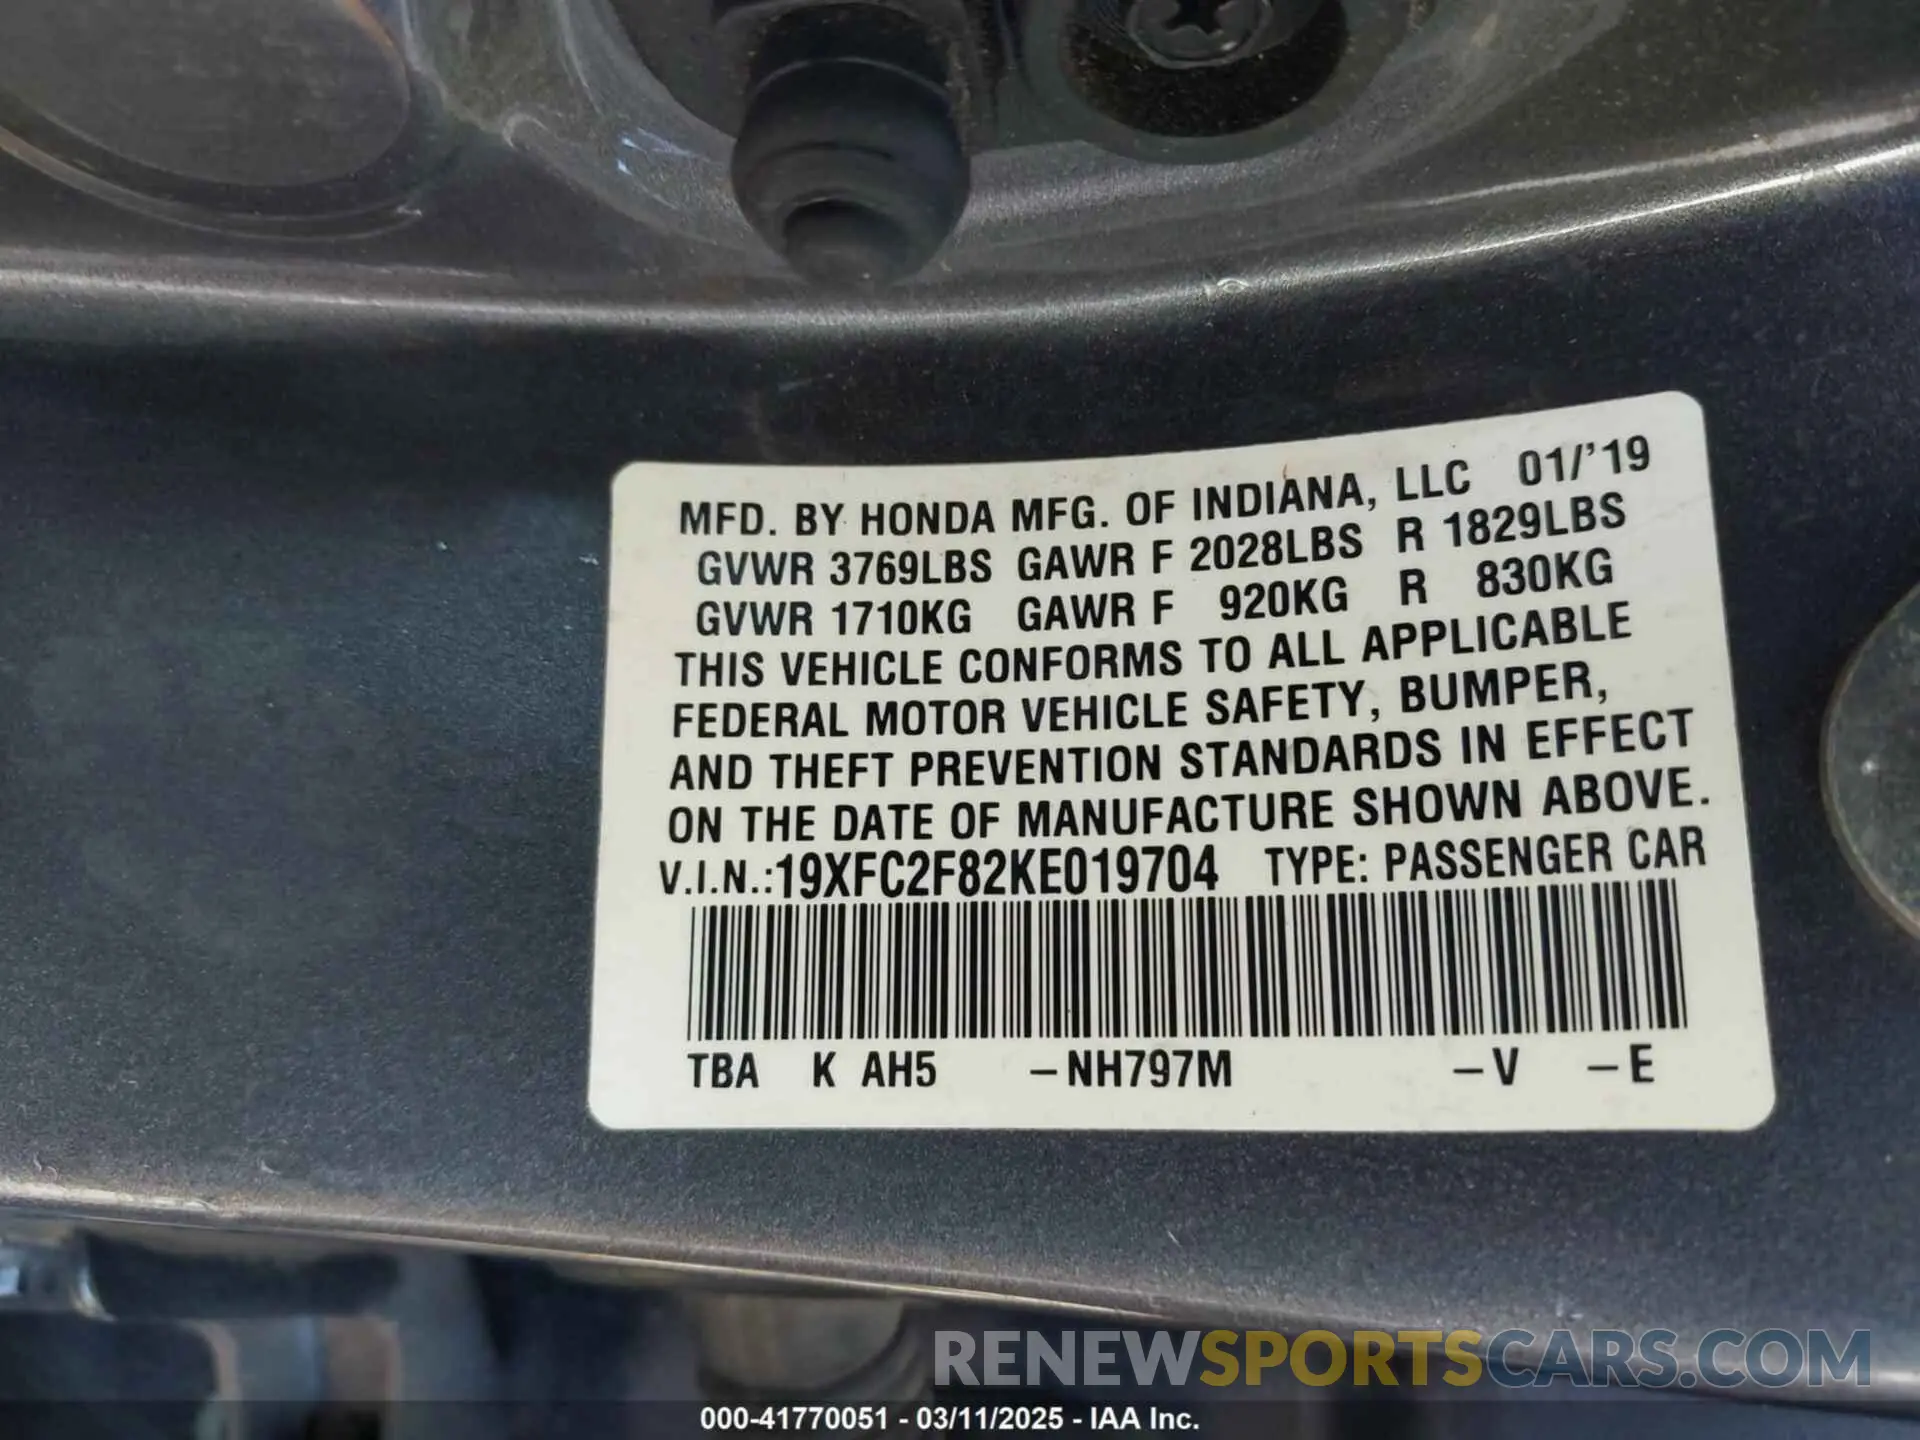 MFD. BY HONDA MFG. OF INDIANA, LLC 01/'19
GVWR 3769LBS GAWR F 2028LBS R 1829LBS
GVWR 1710KG GAWR F 920KG R 830KG
THIS VEHICLE CONFORMS TO ALL APPLICABLE
FEDERAL MOTOR VEHICLE SAFETY, BUMPER,
AND THEFT PREVENTION STANDARDS IN EFFECT
ON THE DATE OF MANUFACTURE SHOWN ABOVE.
V.I.N.:19XFC2F82KE019704 TYPE: PASSENGER CAR
TBA K AH5 –NH797M –V –E
RENEWSPORTSCARS.COM
000-41770051 - 03/11/2025 - IAA Inc.